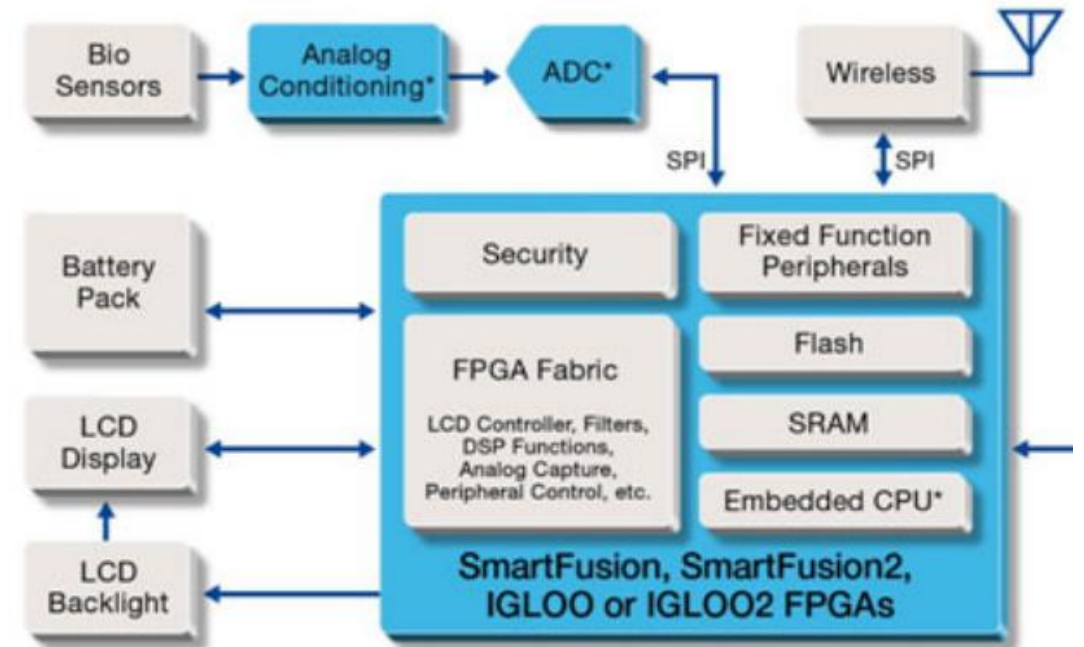 Bio
Sensors
Analog
Conditioning*
ADC*
Wireless
SPI
SPI
Battery
Pack
Security
Fixed Function
Peripherals
FPGA Fabric
LCD Controller, Filters,
DSP Functions,
Analog Capture,
Peripheral Control, etc.
Flash
LCD
Display
SRAM
Embedded CPU*
LCD
Backlight
SmartFusion, SmartFusion2,
IGLOO or IGLOO2 FPGAs